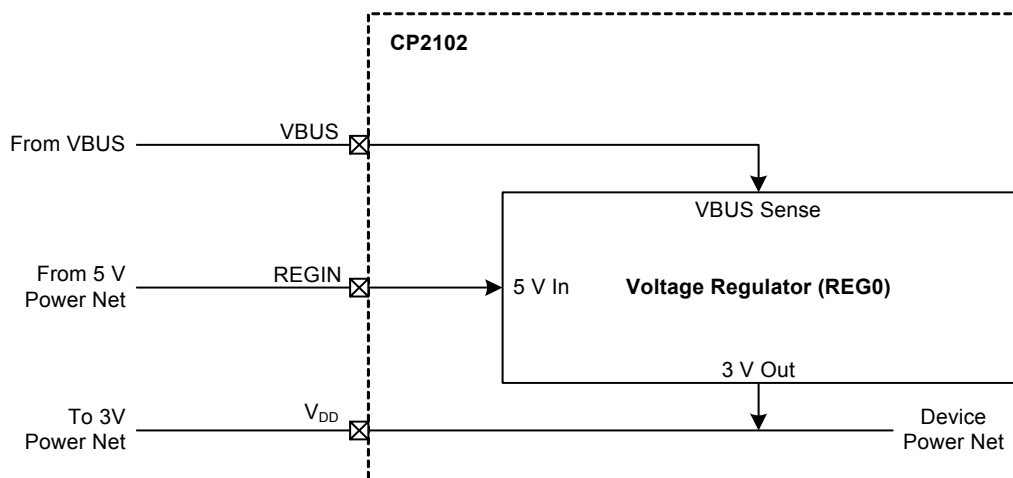 CP2102
From VBUS
VBUS
VBUS Sense
From 5 V
Power Net
REGIN
5 V In
Voltage Regulator (REG0)
3 V Out
To 3V
Power Net
VDD
Device
Power Net